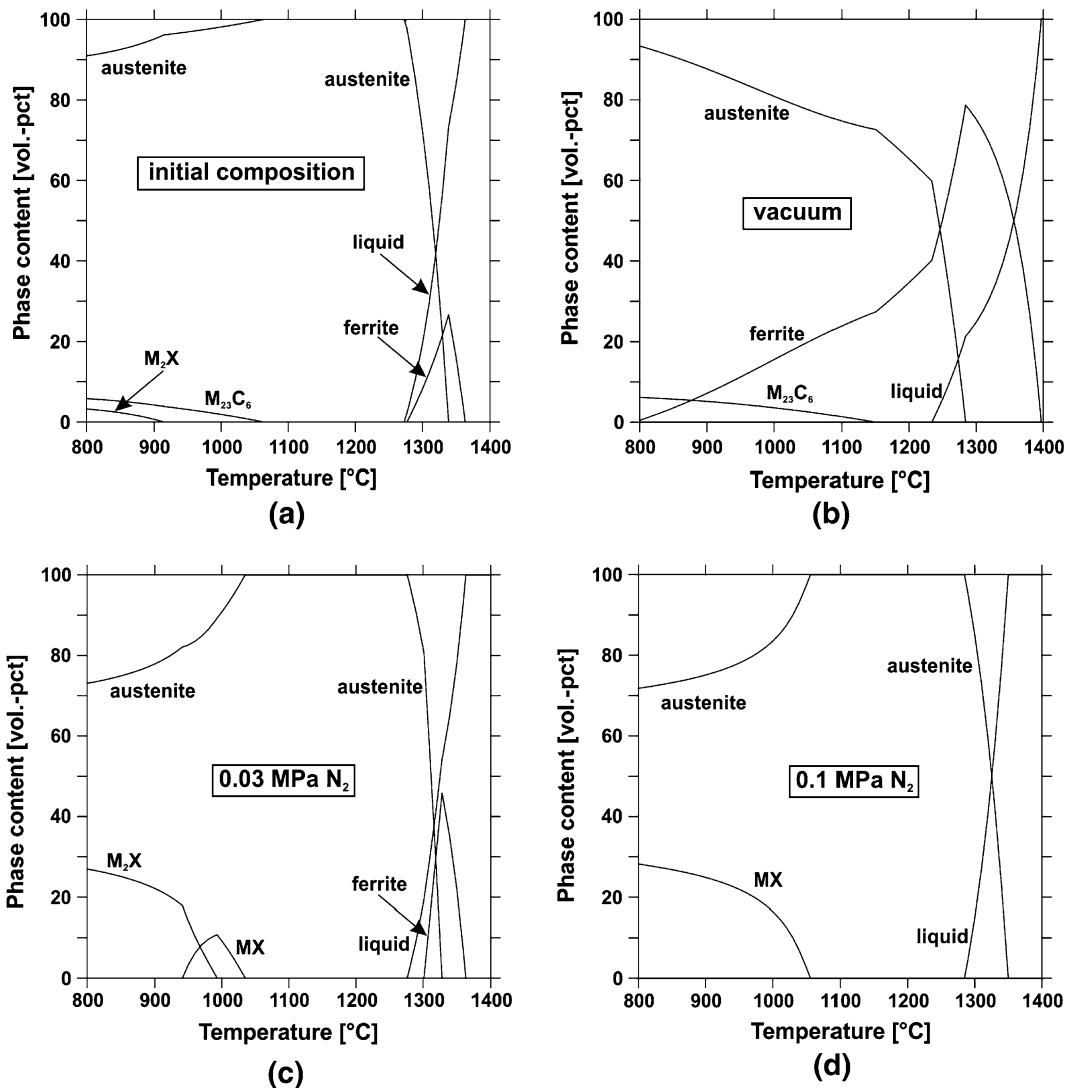 100
80
60
40
20
0
Phase content [vol.-pct]
austenite
austenite
initial composition
liquid
ferrite
M₂X
M₂₃C₆
800 900 1000 1100 1200 1300 1400
Temperature [°C]
(a)
100
80
60
40
20
0
Phase content [vol.-pct]
austenite
vacuum
ferrite
M₂₃C₆
liquid
800 900 1000 1100 1200 1300 1400
Temperature [°C]
(b)
100
80
60
40
20
0
Phase content [vol.-pct]
austenite
austenite
0.03 MPa N₂
M₂X
ferrite
MX
liquid
800 900 1000 1100 1200 1300 1400
Temperature [°C]
(c)
100
80
60
40
20
0
Phase content [vol.-pct]
austenite
austenite
0.1 MPa N₂
MX
liquid
800 900 1000 1100 1200 1300 1400
Temperature [°C]
(d)